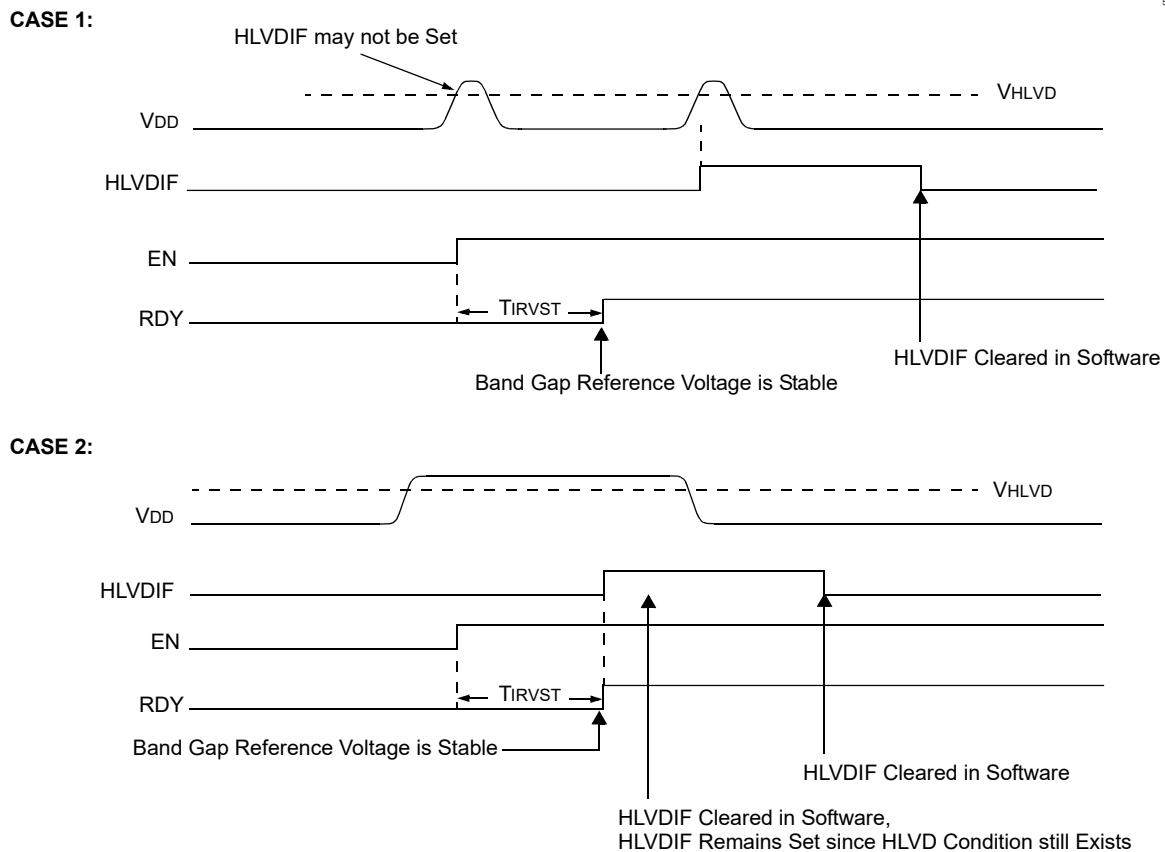 CASE 1:
HLVDIF may not be Set
VHLVD
VDD
HLVDIF
EN
TIRVST
RDY
HLVDIF Cleared in Software
Band Gap Reference Voltage is Stable
CASE 2:
VHLVD
VDD
HLVDIF
EN
TIRVST
RDY
Band Gap Reference Voltage is Stable
HLVDIF Cleared in Software
HLVDIF Cleared in Software,
HLVDIF Remains Set since HLVD Condition still Exists